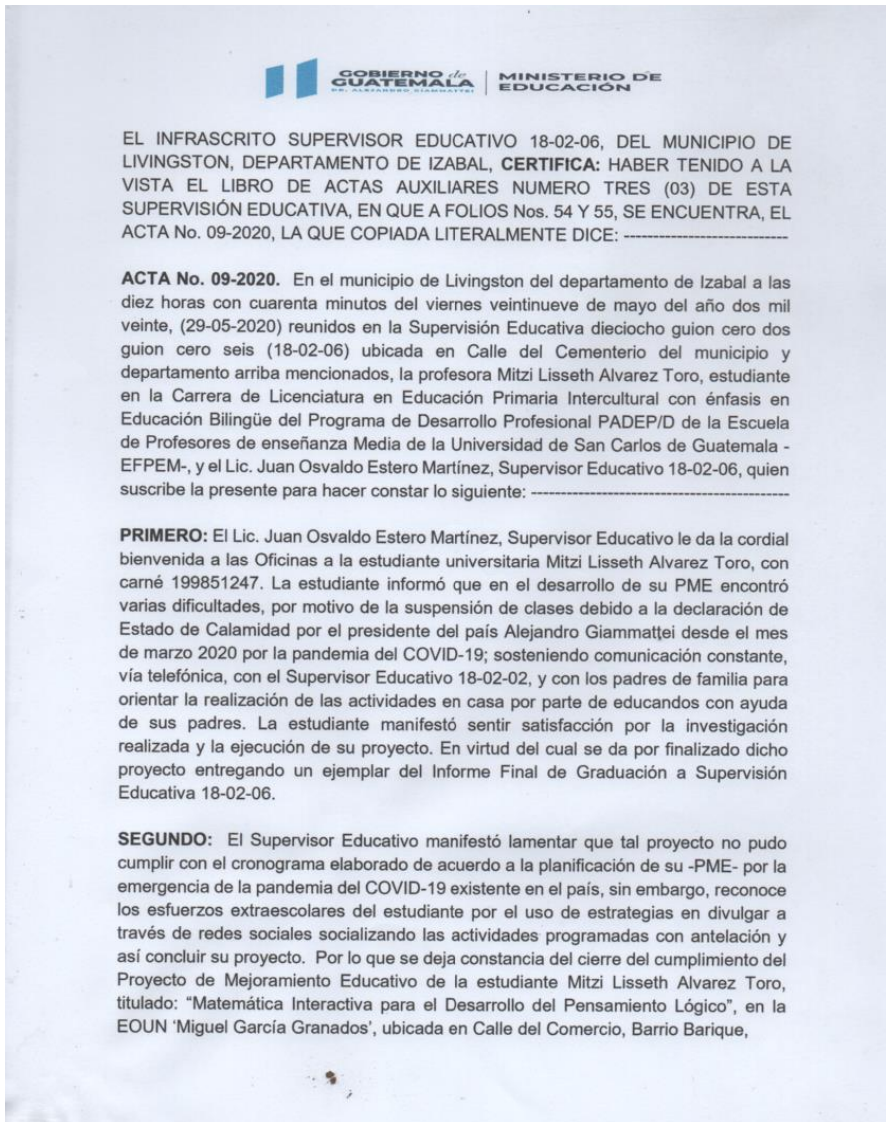 GOBIERNO de
GUATEMALA
DR. ALEJANDRO GIAMMATTEI
MINISTERIO DE
EDUCACIÓN
EL INFRASCRITO SUPERVISOR EDUCATIVO 18-02-06, DEL MUNICIPIO DE
LIVINGSTON, DEPARTAMENTO DE IZABAL, CERTIFICA: HABER TENIDO A LA
VISTA EL LIBRO DE ACTAS AUXILIARES NUMERO TRES (03) DE ESTA
SUPERVISIÓN EDUCATIVA, EN QUE A FOLIOS Nos. 54 Y 55, SE ENCUENTRA, EL
ACTA No. 09-2020, LA QUE COPIADA LITERALMENTE DICE: ----------------------------
ACTA No. 09-2020. En el municipio de Livingston del departamento de Izabal a las
diez horas con cuarenta minutos del viernes veintinueve de mayo del año dos mil
veinte, (29-05-2020) reunidos en la Supervisión Educativa dieciocho guion cero dos
guion cero seis (18-02-06) ubicada en Calle del Cementerio del municipio y
departamento arriba mencionados, la profesora Mitzi Lisseth Alvarez Toro, estudiante
en la Carrera de Licenciatura en Educación Primaria Intercultural con énfasis en
Educación Bilingüe del Programa de Desarrollo Profesional PADEP/D de la Escuela
de Profesores de enseñanza Media de la Universidad de San Carlos de Guatemala -
EFPEM-, y el Lic. Juan Osvaldo Estero Martínez, Supervisor Educativo 18-02-06, quien
suscribe la presente para hacer constar lo siguiente: --------------------------------------------
PRIMERO: El Lic. Juan Osvaldo Estero Martínez, Supervisor Educativo le da la cordial
bienvenida a las Oficinas a la estudiante universitaria Mitzi Lisseth Alvarez Toro, con
carné 199851247. La estudiante informó que en el desarrollo de su PME encontró
varias dificultades, por motivo de la suspensión de clases debido a la declaración de
Estado de Calamidad por el presidente del país Alejandro Giammattei desde el mes
de marzo 2020 por la pandemia del COVID-19; sosteniendo comunicación constante,
vía telefónica, con el Supervisor Educativo 18-02-02, y con los padres de familia para
orientar la realización de las actividades en casa por parte de educandos con ayuda
de sus padres. La estudiante manifestó sentir satisfacción por la investigación
realizada y la ejecución de su proyecto. En virtud del cual se da por finalizado dicho
proyecto entregando un ejemplar del Informe Final de Graduación a Supervisión
Educativa 18-02-06.
SEGUNDO: El Supervisor Educativo manifestó lamentar que tal proyecto no pudo
cumplir con el cronograma elaborado de acuerdo a la planificación de su -PME- por la
emergencia de la pandemia del COVID-19 existente en el país, sin embargo, reconoce
los esfuerzos extraescolares del estudiante por el uso de estrategias en divulgar a
través de redes sociales socializando las actividades programadas con antelación y
así concluir su proyecto. Por lo que se deja constancia del cierre del cumplimiento del
Proyecto de Mejoramiento Educativo de la estudiante Mitzi Lisseth Alvarez Toro,
titulado: “Matemática Interactiva para el Desarrollo del Pensamiento Lógico”, en la
EOUN ‘Miguel García Granados’, ubicada en Calle del Comercio, Barrio Barique,